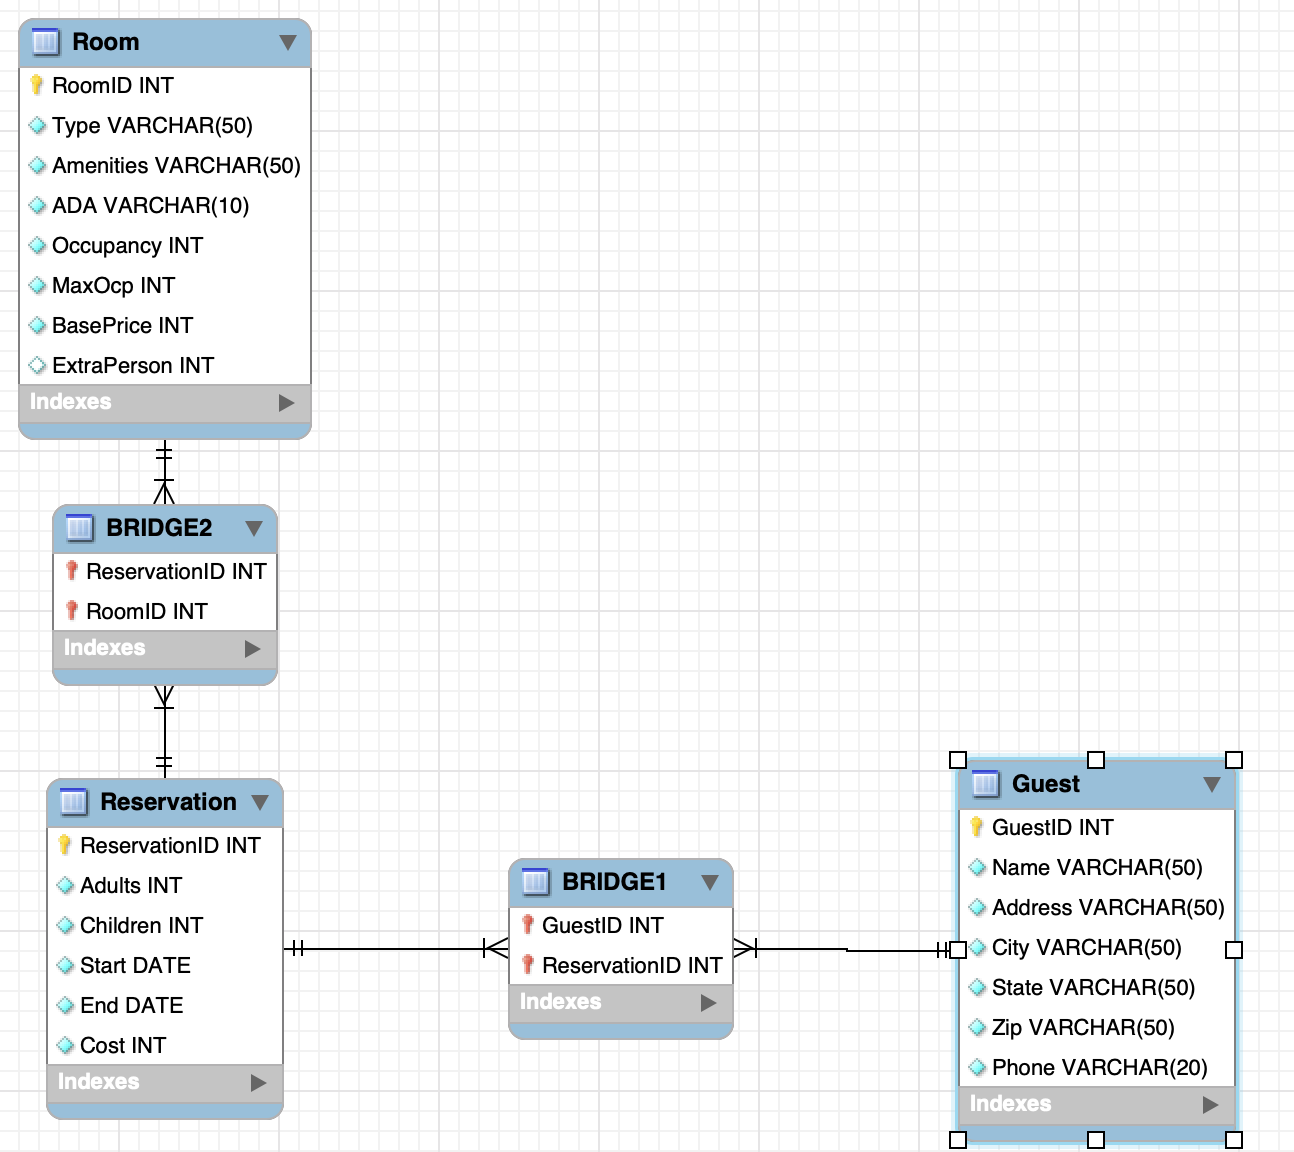 Room
RoomID INT
Type VARCHAR(50)
Amenities VARCHAR(50)
ADA VARCHAR(10)
Occupancy INT
MaxOcp INT
BasePrice INT
ExtraPerson INT
Indexes
BRIDGE2
ReservationID INT
RoomID INT
Indexes
Reservation
ReservationID INT
Adults INT
Children INT
Start DATE
End DATE
Cost INT
Indexes
BRIDGE1
GuestID INT
ReservationID INT
Indexes
Guest
GuestID INT
Name VARCHAR(50)
Address VARCHAR(50)
City VARCHAR(50)
State VARCHAR(50)
Zip VARCHAR(50)
Phone VARCHAR(20)
Indexes